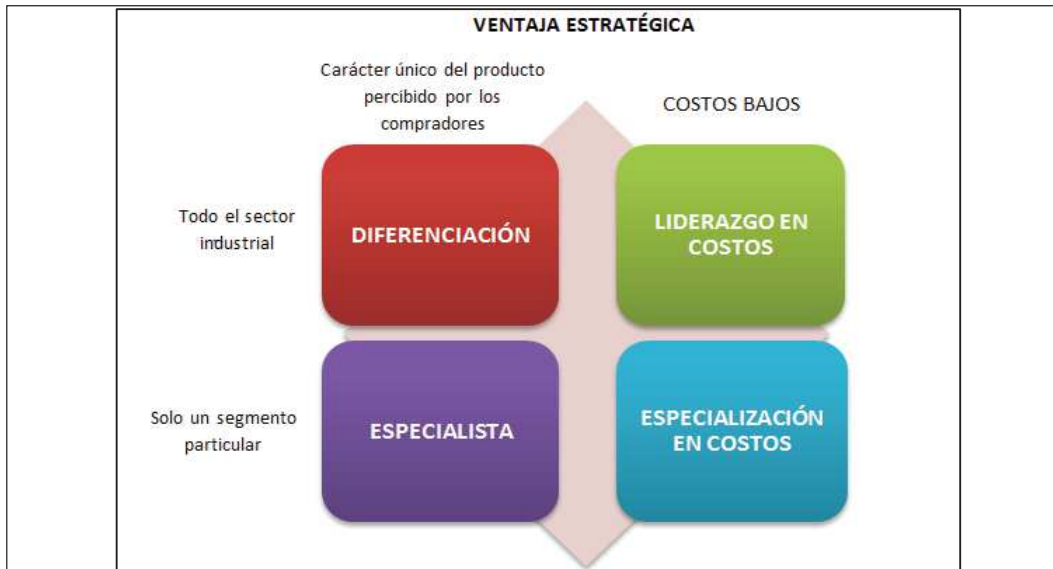 VENTAJA ESTRATÉGICA
Carácter único del producto
percibido por los
compradores
COSTOS BAJOS
Todo el sector
industrial
DIFERENCIACIÓN
LIDERAZGO EN
COSTOS
Solo un segmento
particular
ESPECIALISTA
ESPECIALIZACIÓN
EN COSTOS